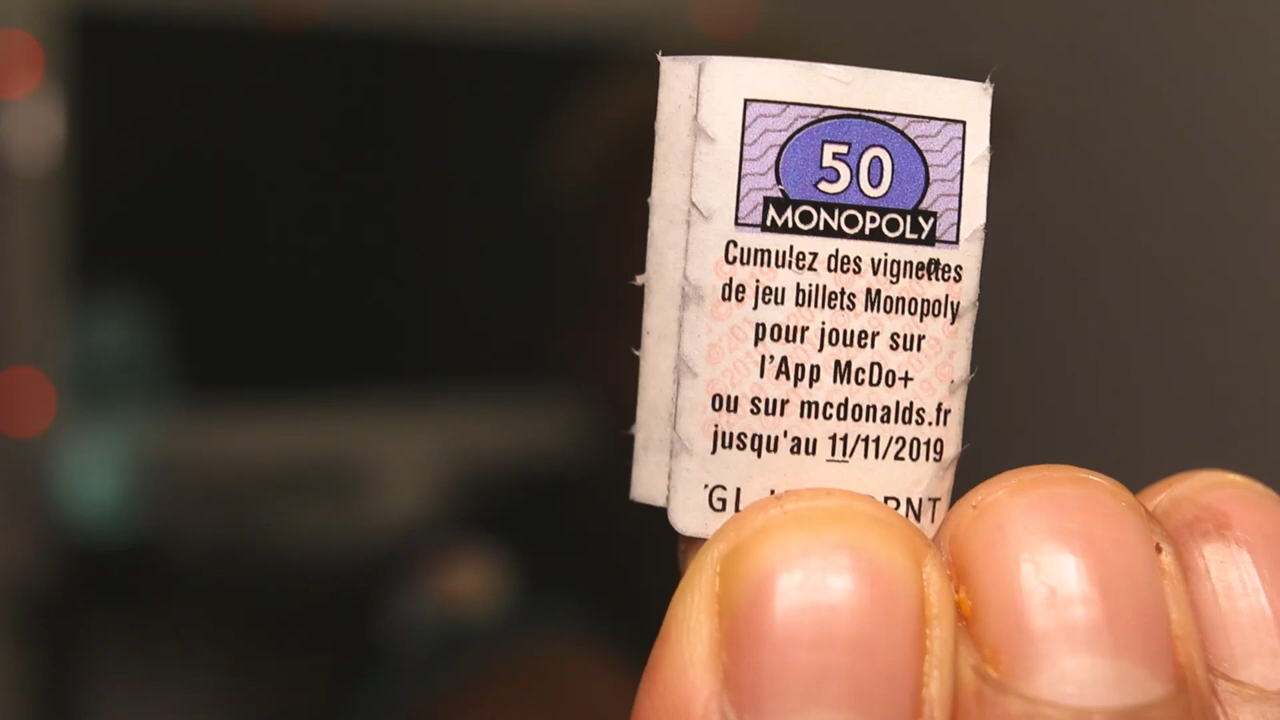 50
MONOPOLY
Cumulez des vignettes
de jeu billets Monopoly
pour jouer sur
l'App McDo+
ou sur mcdonalds.fr
jusqu'au 11/11/2019